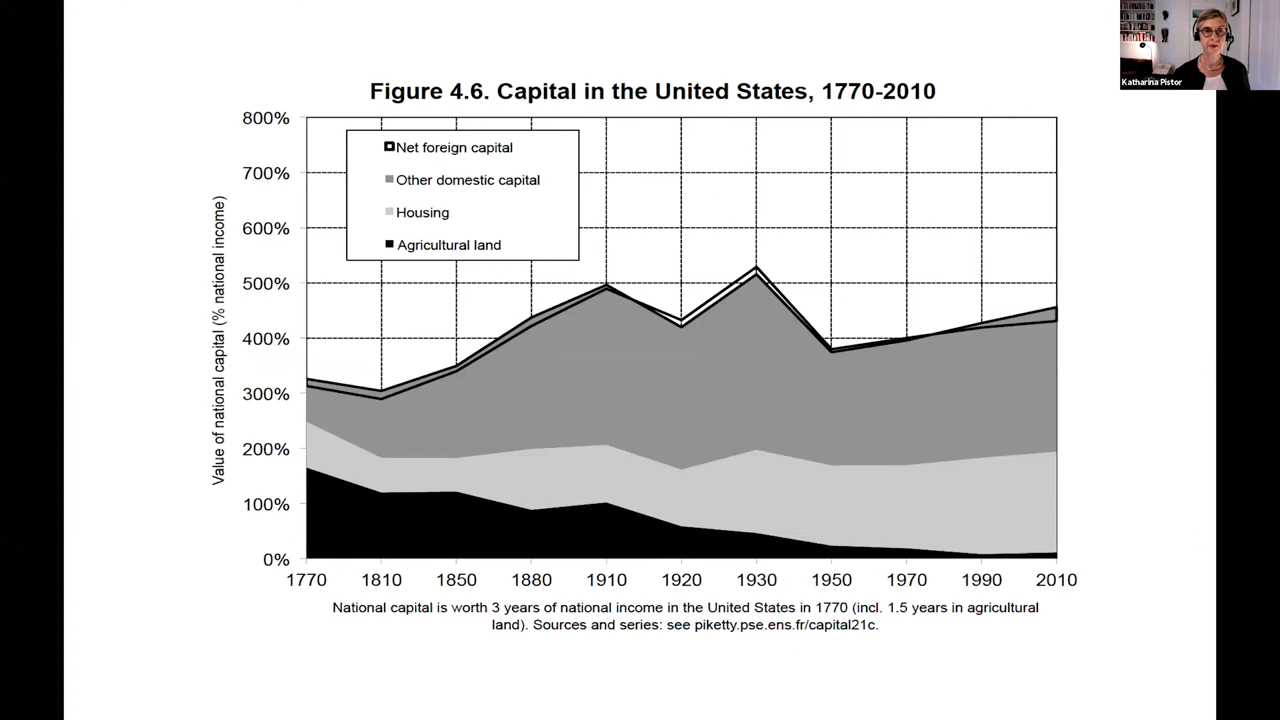 Katharina Pistor
Figure 4.6. Capital in the United States, 1770-2010
Value of national capital (% national income)
800%
700%
600%
500%
400%
300%
200%
100%
0%
Net foreign capital
Other domestic capital
Housing
Agricultural land
1770 1810 1850 1880 1910 1920 1930 1950 1970 1990 2010
National capital is worth 3 years of national income in the United States in 1770 (incl. 1.5 years in agricultural
land). Sources and series: see piketty.pse.ens.fr/capital21c.